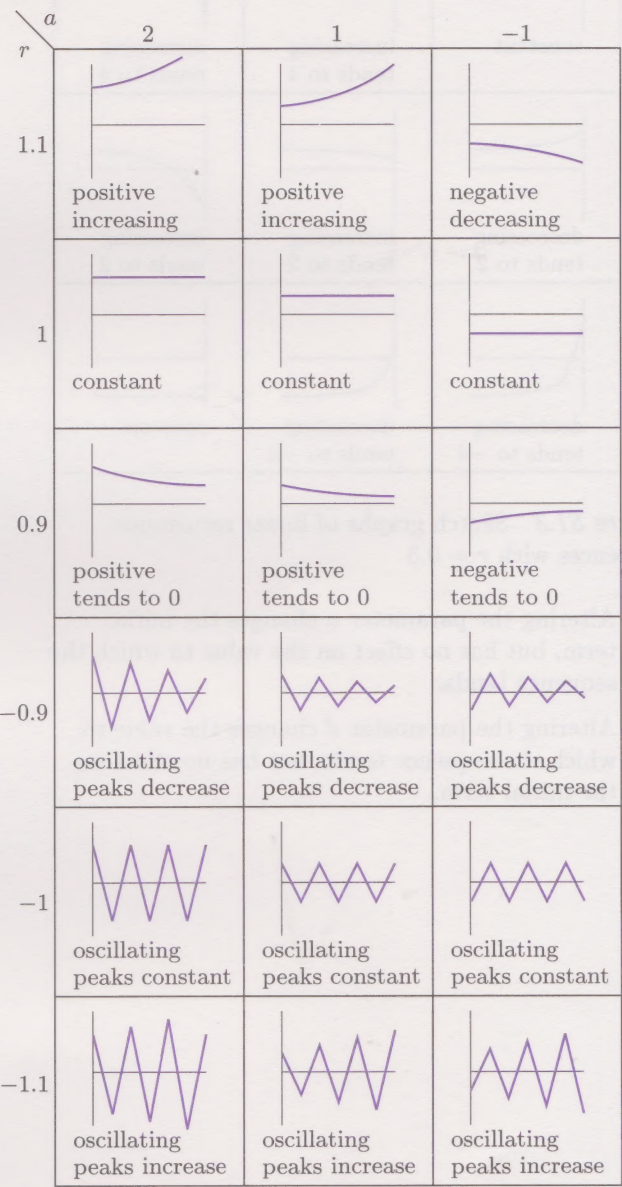 a
r
2 1 −1
1.1
positive positive negative
increasing increasing decreasing
1
constant constant constant
0.9
positive positive negative
tends to 0 tends to 0 tends to 0
−0.9
oscillating oscillating oscillating
peaks decrease peaks decrease peaks decrease
−1
oscillating oscillating oscillating
peaks constant peaks constant peaks constant
−1.1
oscillating oscillating oscillating
peaks increase peaks increase peaks increase